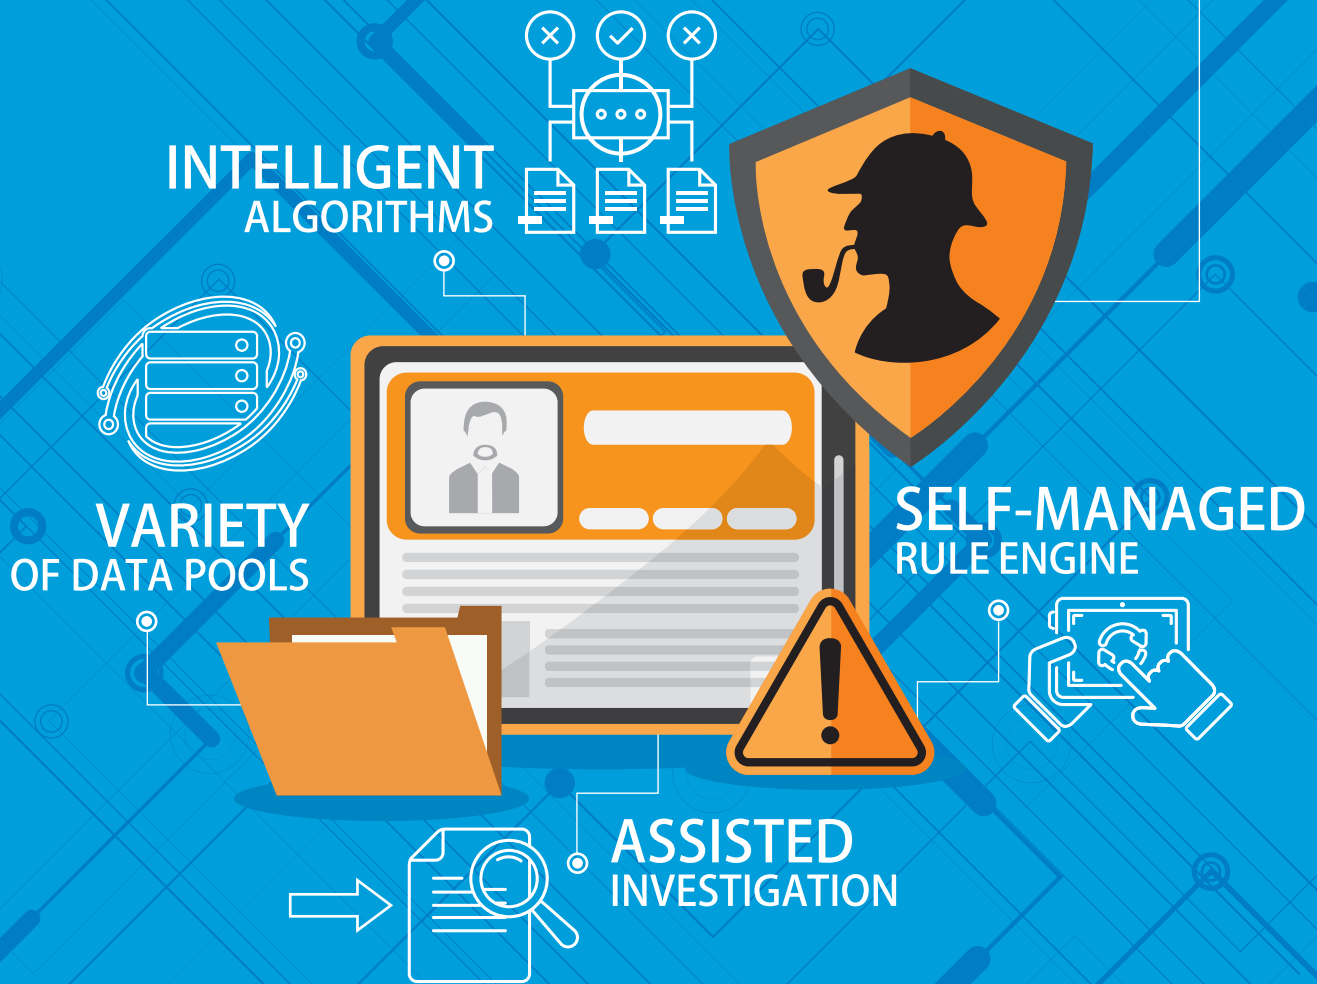 INTELLIGENT
ALGORITHMS
VARIETY
OF DATA POOLS
SELF-MANAGED
RULE ENGINE
ASSISTED
INVESTIGATION